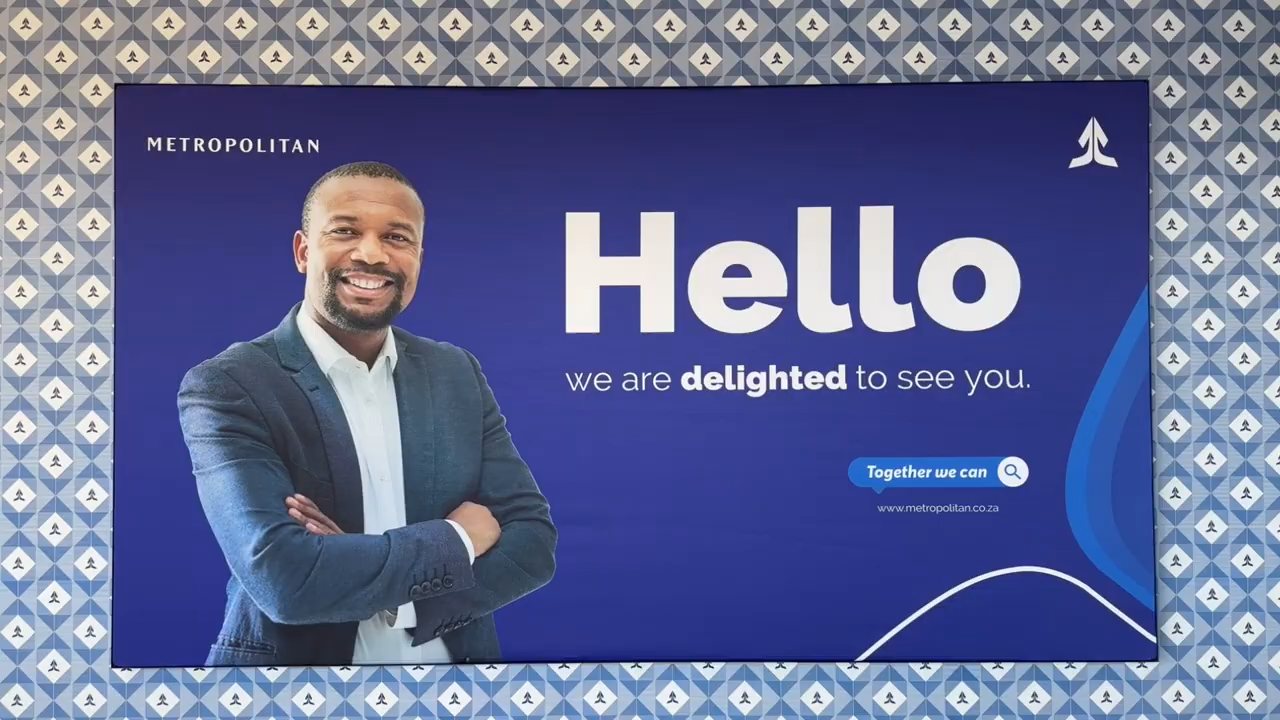 METROPOLITAN
Hello
we are delighted to see you.
Together we can
www.metropolitan.co.za